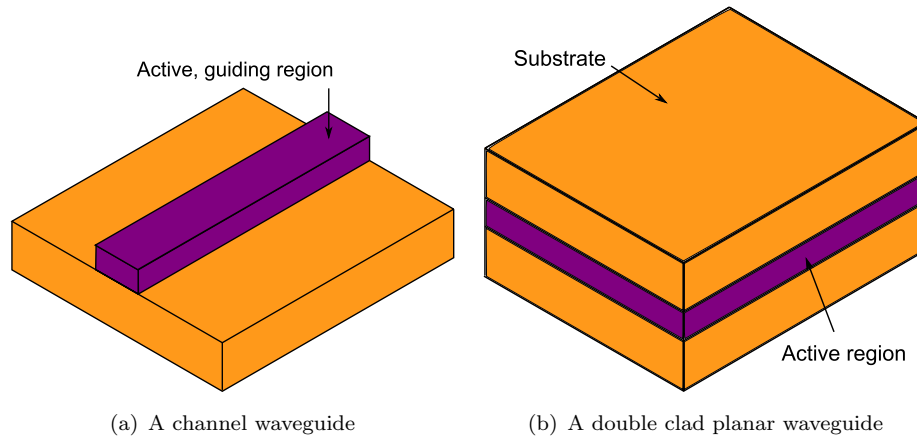 Active, guiding region
Substrate
Active region
(a) A channel waveguide
(b) A double clad planar waveguide